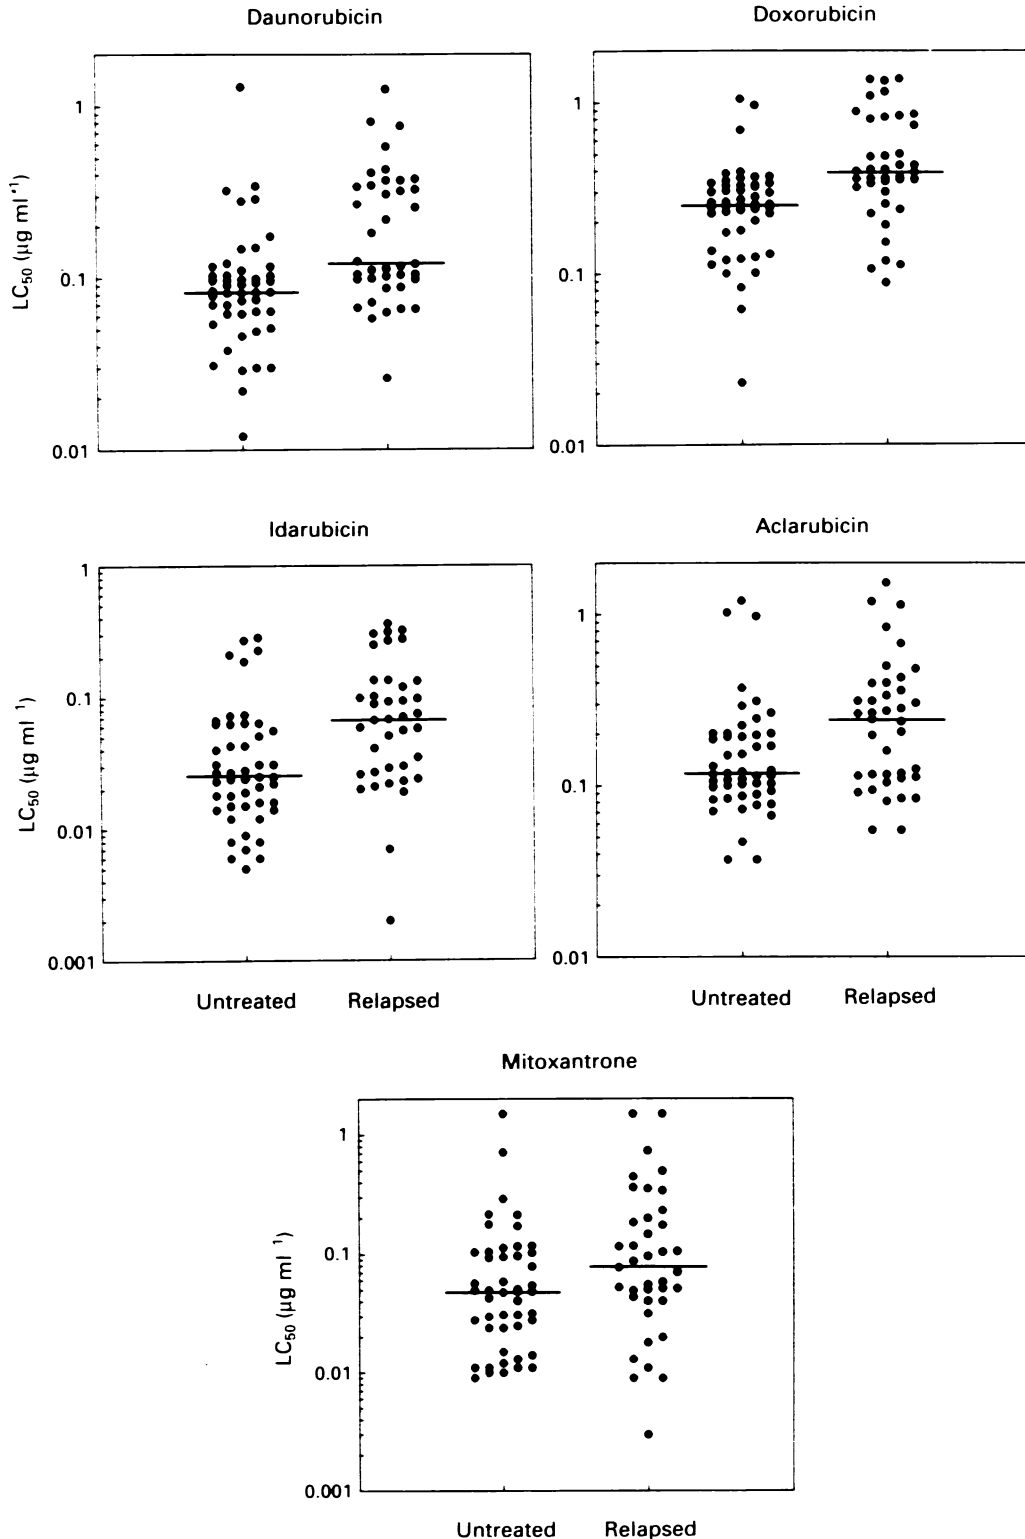 Daunorubicin
Doxorubicin
LC50 (μg ml-1)
1
0.1
0.01
1
0.1
0.01
Idarubicin
Aclarubicin
LC50 (μg ml 1)
1
0.1
0.01
0.001
1
0.1
0.01
Untreated Relapsed
Untreated Relapsed
Mitoxantrone
LC50 (μg ml 1)
1
0.1
0.01
0.001
Untreated Relapsed